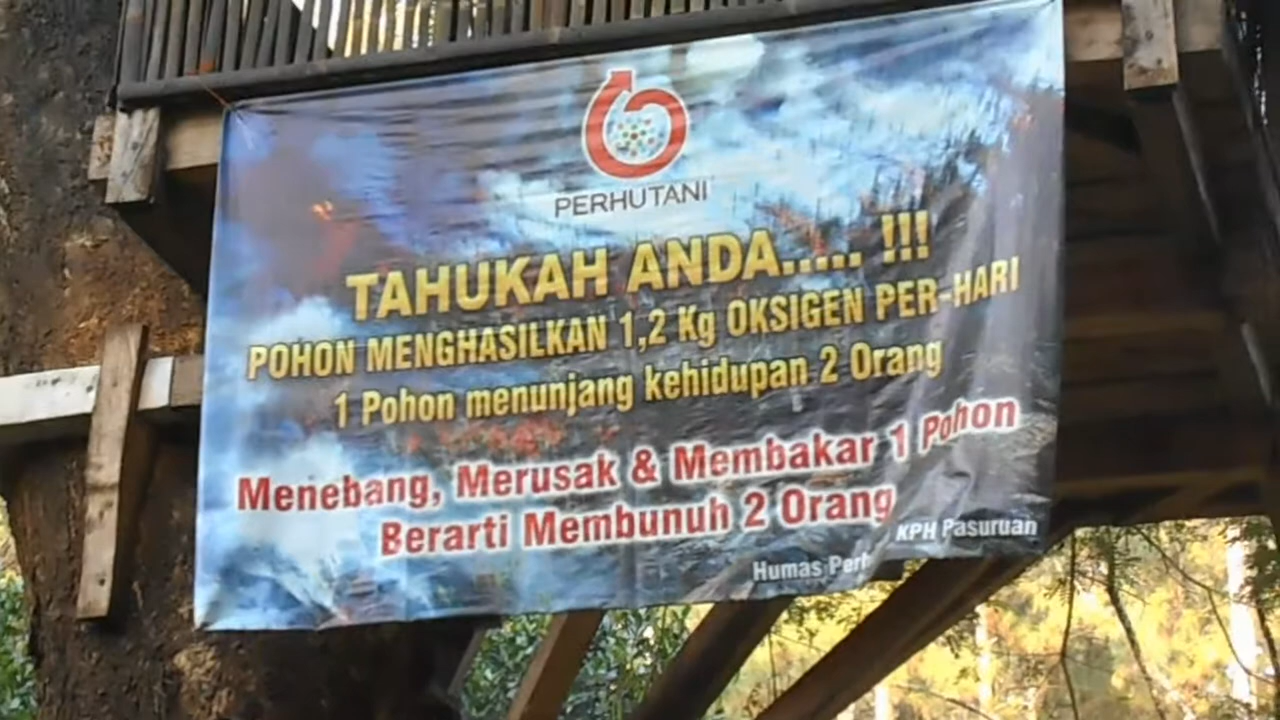 PERHUTANI
TAHUKAH ANDA..... !!!
POHON MENGHASILKAN 1,2 Kg OKSIGEN PER-HARI
1 Pohon menunjang kehidupan 2 Orang
Menebang, Merusak & Membakar 1 Pohon
Berarti Membunuh 2 Orang
Humas KPH Pasuruan